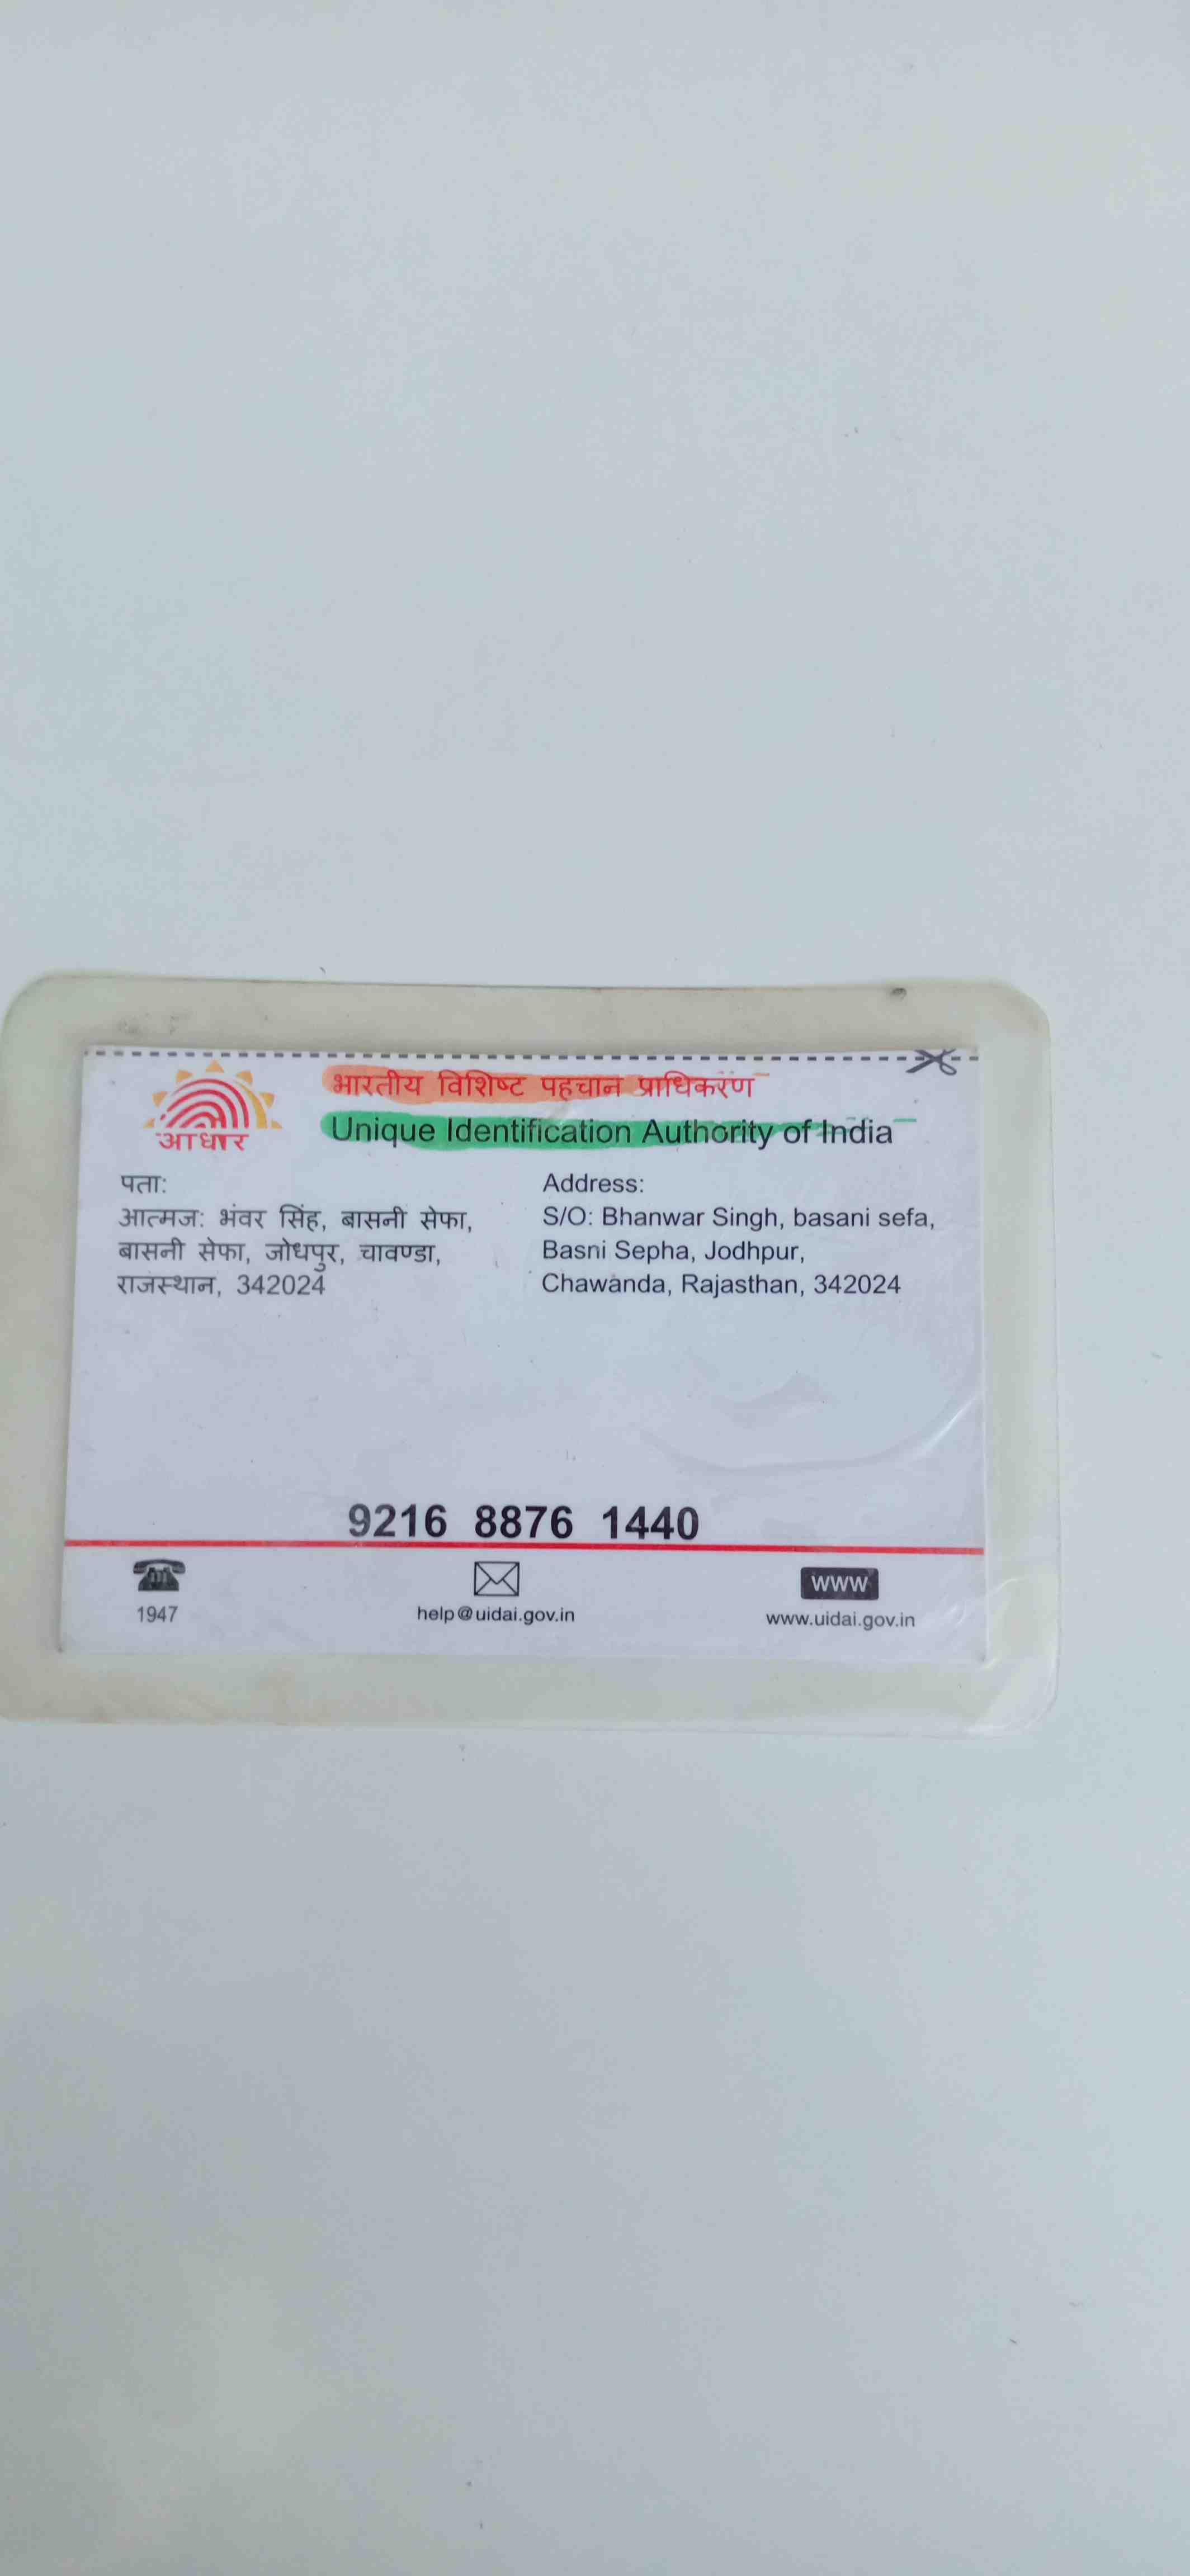 आधार
भारतीय विशिष्ट पहचान प्राधिकरण
Unique Identification Authority of India
पता:
आत्मज: भंवर सिंह, बासनी सेफा,
बासनी सेफा, जोधपुर, चावण्डा,
राजस्थान, 342024
Address:
S/O: Bhanwar Singh, basani sefa,
Basni Sepha, Jodhpur,
Chawanda, Rajasthan, 342024
9216 8876 1440
1947
help@uidai.gov.in
WWW
www.uidai.gov.in